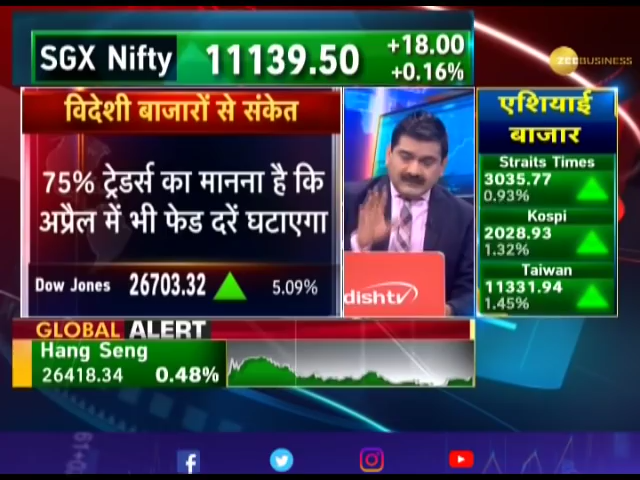 SGX Nifty 11139.50 +18.00
+0.16%
ZEEBUSINESS
विदेशी बाजारों से संकेत
75% ट्रेडर्स का मानना है कि
अप्रैल में भी फेड दरें घटाएगा
Dow Jones 26703.32 5.09%
dishtv
एशियाई
बाजार
Straits Times
3035.77
0.93%
Kospi
2028.93
1.32%
Taiwan
11331.94
1.45%
GLOBAL ALERT
Hang Seng
26418.34 0.48%